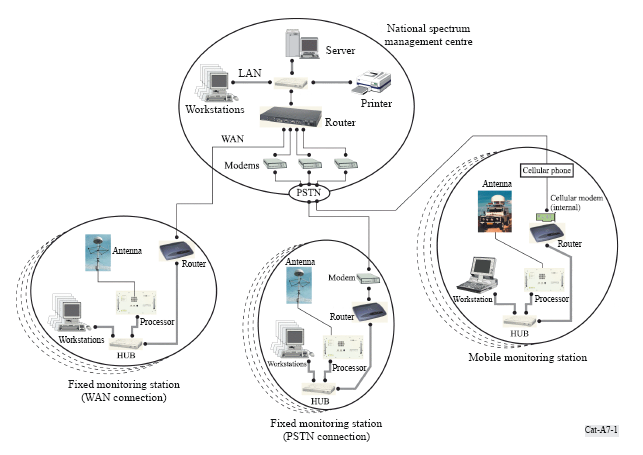 National spectrum
management centre
Server
LAN
Workstations
Printer
Router
WAN
Modems
PSTN
Cellular phone
Antenna
Cellular modem
(internal)
Router
Workstation
Processor
HUB
Mobile monitoring station
Antenna
Router
Processor
Workstations
HUB
Fixed monitoring station
(WAN connection)
Antenna
Modem
Router
Workstations
Processor
HUB
Fixed monitoring station
(PSTN connection)
Cat-A7-1